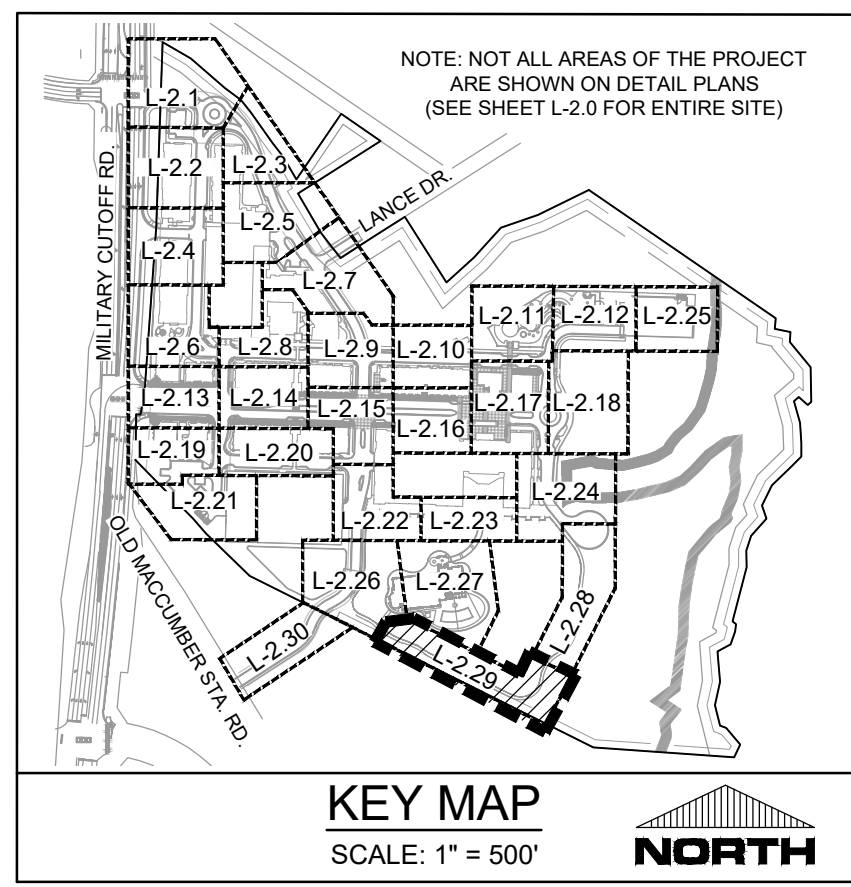 NOTE: NOT ALL AREAS OF THE PROJECT
ARE SHOWN ON DETAIL PLANS
(SEE SHEET L-2.0 FOR ENTIRE SITE)
MILITARY CUTOFF RD.
LANCE DR.
OLD MACCUMBER STA. RD.
L-2.1
L-2.2
L-2.3
L-2.4
L-2.5
L-2.6
L-2.7
L-2.8
L-2.9
L-2.10
L-2.11
L-2.12
L-2.25
L-2.13
L-2.14
L-2.15
L-2.16
L-2.17
L-2.18
L-2.19
L-2.20
L-2.21
L-2.22
L-2.23
L-2.24
L-2.26
L-2.27
L-2.28
L-2.29
L-2.30
KEY MAP
SCALE: 1" = 500'
NORTH